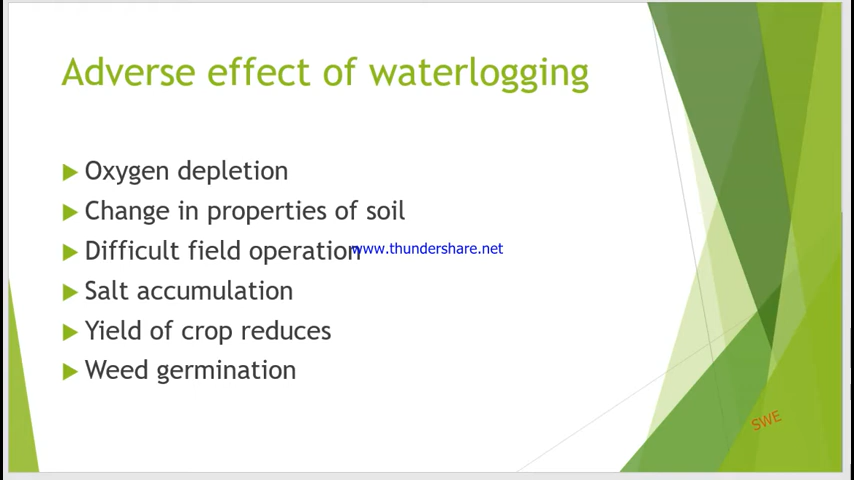 Adverse effect of waterlogging
Oxygen depletion
Change in properties of soil
Difficult field operation
www.thundershare.net
Salt accumulation
Yield of crop reduces
Weed germination
SWE